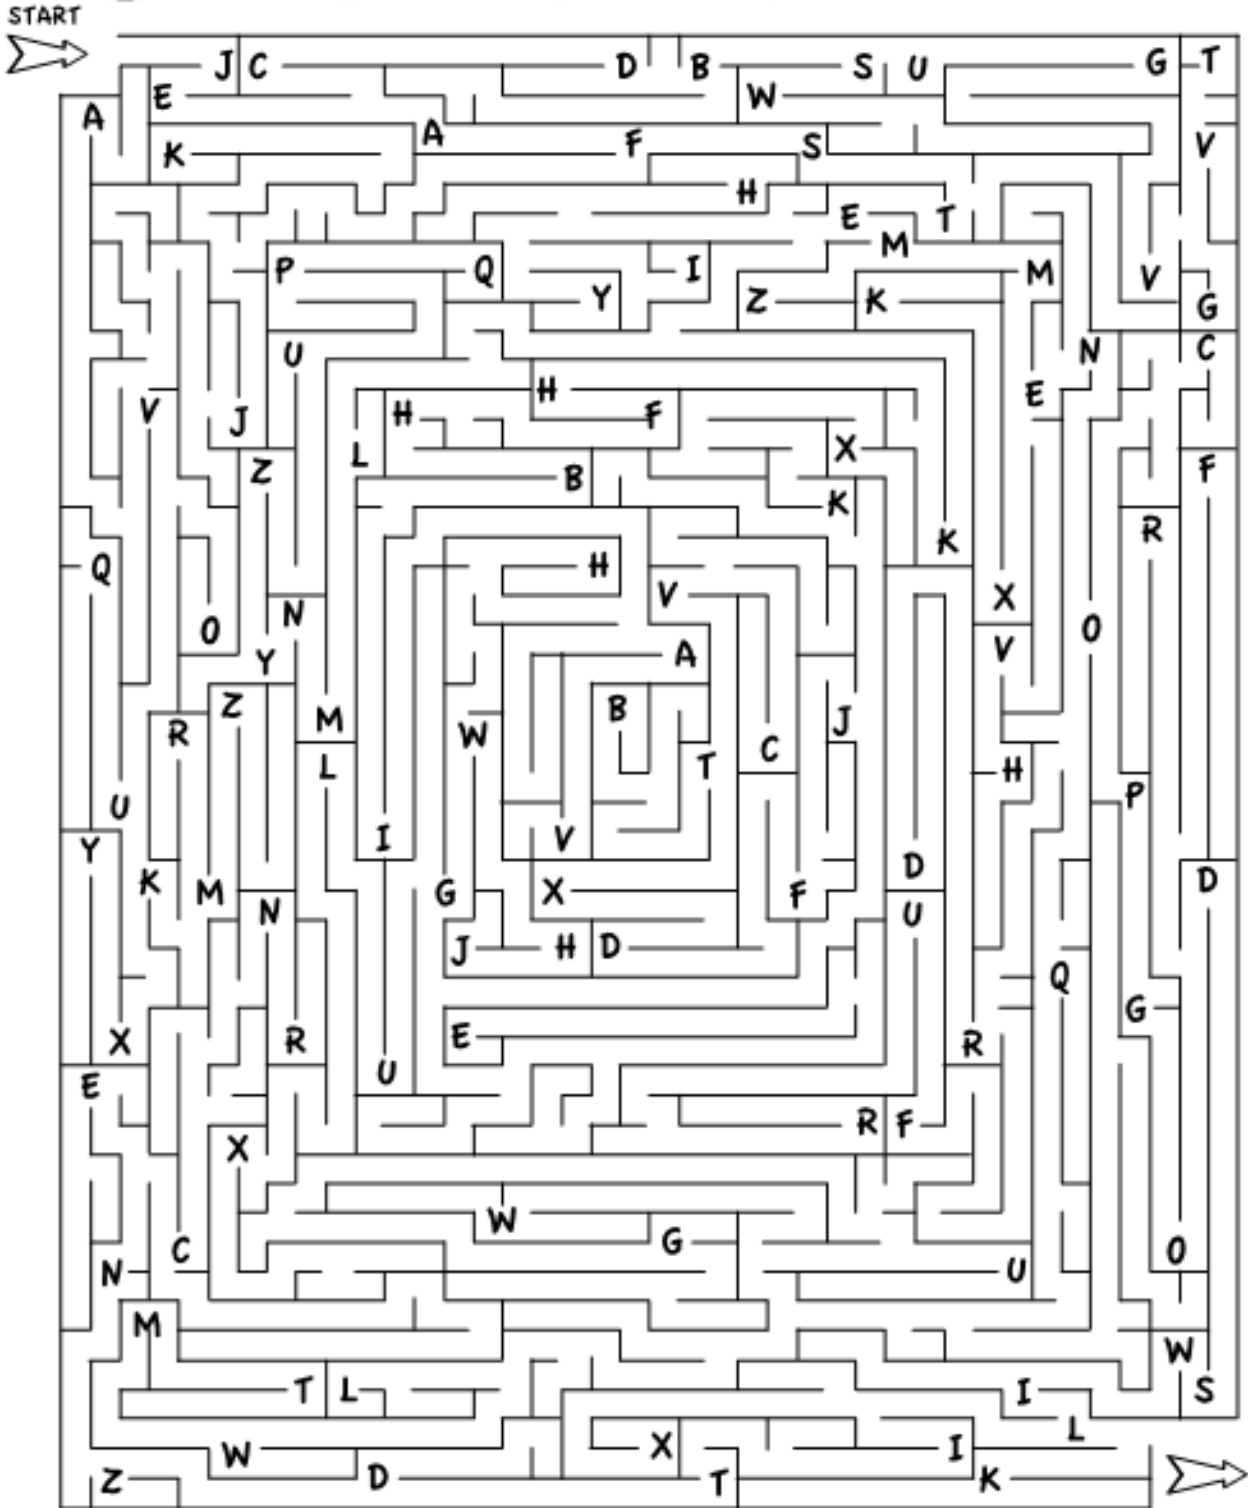 START
J C D B S U G T
E W
A A F S V
K
H
E T
M
P Q I M V
Y Z K G
U N C
H E
V J H F
L X
Z B F
K
R
K
Q H
V X
N
O O
Y A V
Z B
M J
R W
C
L T H
P
U
I V
Y
D
K M G X F D
N U
J H D
Q
G
X R E R
U
E
R F
X
W
C G O
N U
M
W
T L I S
L
W X I
Z D T K